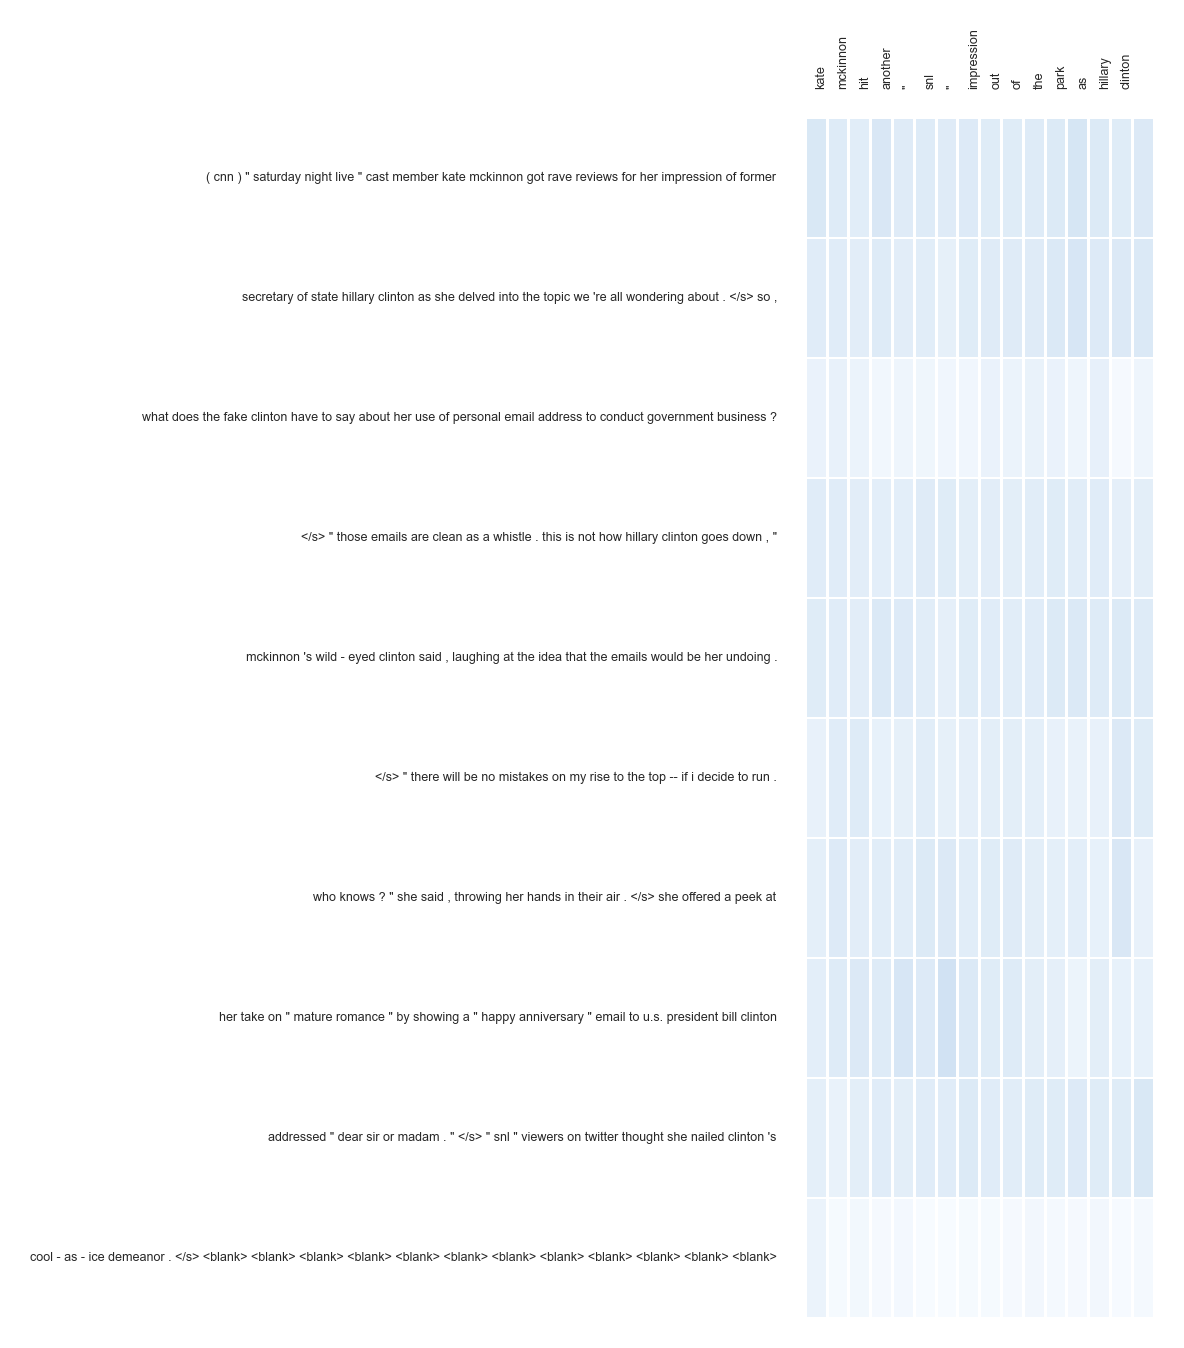 kate
mckinnon
hit
another
"
snl
"
impression
out
of
the
park
as
hillary
clinton
( cnn ) " saturday night live " cast member kate mckinnon got rave reviews for her impression of former
secretary of state hillary clinton as she delved into the topic we 're all wondering about . </s> so ,
what does the fake clinton have to say about her use of personal email address to conduct government business ?
</s> " those emails are clean as a whistle . this is not how hillary clinton goes down , "
mckinnon 's wild - eyed clinton said , laughing at the idea that the emails would be her undoing .
</s> " there will be no mistakes on my rise to the top -- if i decide to run .
who knows ? " she said , throwing her hands in their air . </s> she offered a peek at
her take on " mature romance " by showing a " happy anniversary " email to u.s. president bill clinton
addressed " dear sir or madam . " </s> " snl " viewers on twitter thought she nailed clinton 's
cool - as - ice demeanor . </s> <blank> <blank> <blank> <blank> <blank> <blank> <blank> <blank> <blank> <blank> <blank> <blank>